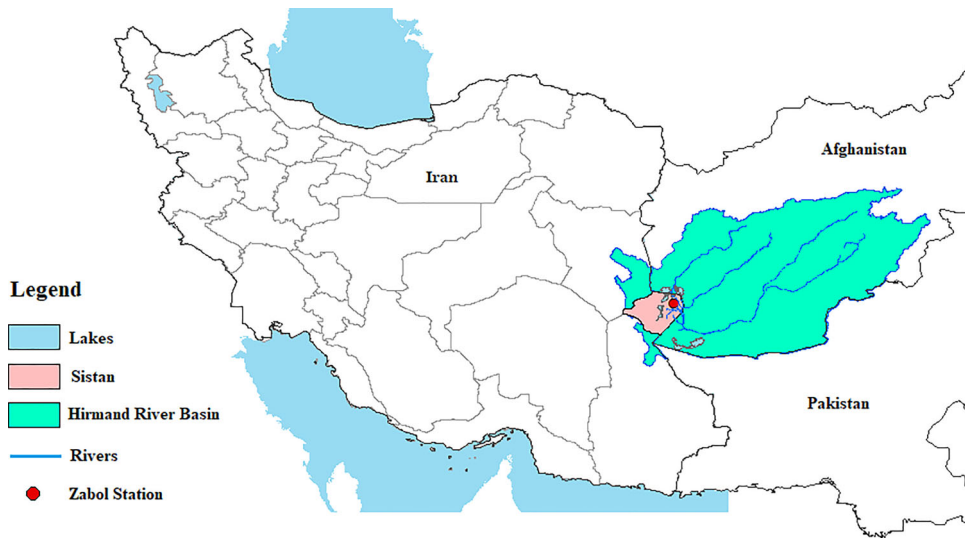 Afghanistan
Iran
Legend
Lakes
Sistan
Hirmand River Basin
Pakistan
Rivers
Zabol Station